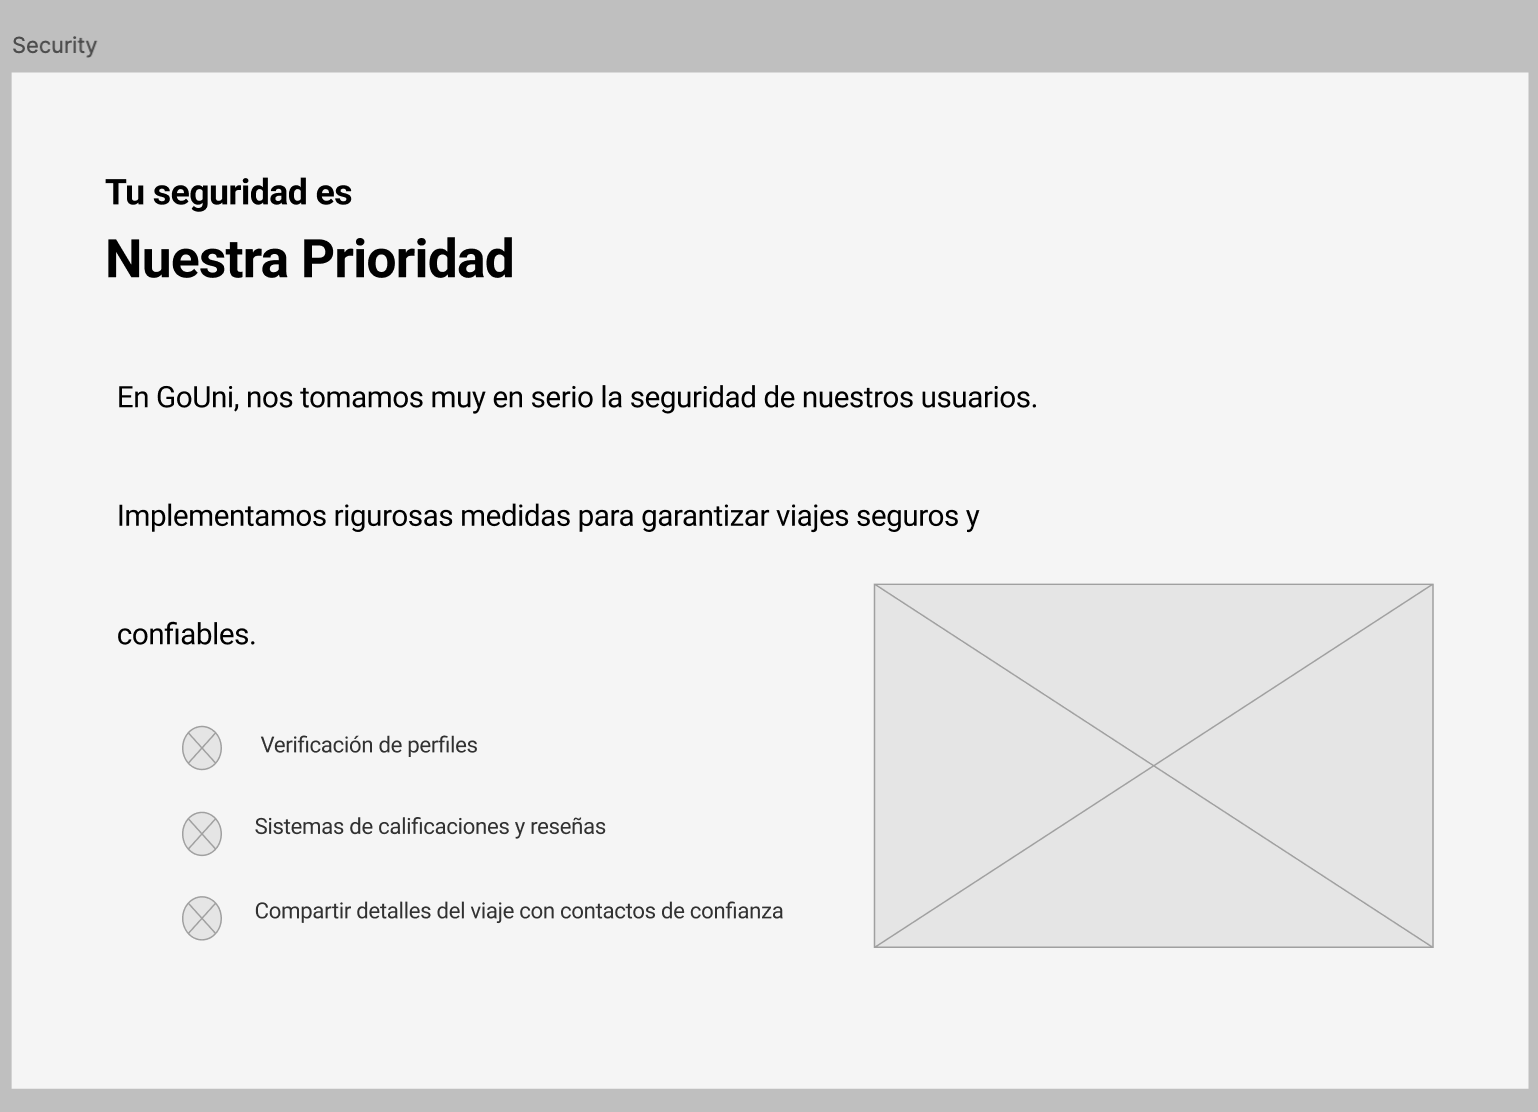 Security
Tu seguridad es
Nuestra Prioridad
En GoUni, nos tomamos muy en serio la seguridad de nuestros usuarios.
Implementamos rigurosas medidas para garantizar viajes seguros y
confiables.
Verificación de perfiles
Sistemas de calificaciones y reseñas
Compartir detalles del viaje con contactos de confianza